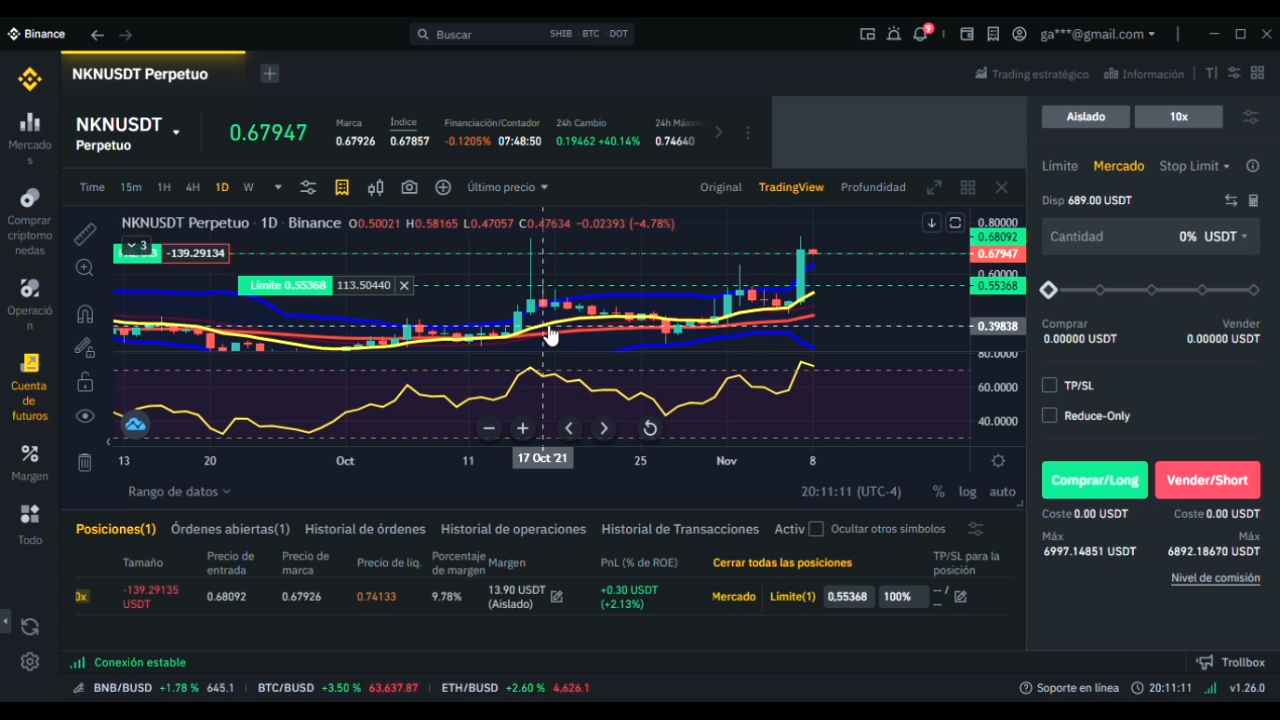 Binance
Buscar SHIB BTC DOT
9
ga***@gmail.com
NKNUSDT Perpetuo
Trading estratégico Información
NKNUSDT
Perpetuo
0.67947
Marca
0.67926
Índice
0.67857
Financiación/Contador
-0.1205% 07:48:50
24h Cambio
0.19462 +40.14%
24h Máxim
0.74640
Time 15m 1H 4H 1D W
Último precio
Original TradingView Profundidad
NKNUSDT Perpetuo · 1D · Binance O0.50021 H0.58165 L0.47057 C0.47634 −0.02393 (−4.78%)
3
-139.29134
Límite 0.55368 113.50440
0.80000
0.68092
0.67947
0.60000
0.55368
0.39838
80.0000
60.0000
40.0000
13 20 Oct 11 17 Oct '21 25 Nov 8
Rango de datos
20:11:11 (UTC-4) % log auto
Posiciones(1) Órdenes abiertas(1) Historial de órdenes Historial de operaciones Historial de Transacciones Activ Ocultar otros símbolos
Tamaño
Precio de
entrada
Precio de
marca
Precio de liq.
Porcentaje
de margen
Margen
PnL (% de ROE)
Cerrar todas las posiciones
TP/SL para la
posición
0x
-139.29135
USDT
0.68092 0.67926 0.74133 9.78%
13.90 USDT
(Aislado)
+0.30 USDT
(+2.13%)
Mercado Límite(1) 0,55368 100%
-- /
--
Mercado
s
Comprar
criptomo
nedas
Operació
n
Cuenta
de
futuros
Margen
Todo
Aislado 10x
Límite Mercado Stop Limit
Disp 689.00 USDT
Cantidad 0% USDT
Comprar Vender
0.00000 USDT 0.00000 USDT
TP/SL
Reduce-Only
Comprar/Long Vender/Short
Coste 0.00 USDT Coste 0.00 USDT
Máx Máx
6997.14851 USDT 6892.18670 USDT
Nivel de comisión
Conexión estable
Trollbox
BNB/BUSD +1.78 % 645.1 BTC/BUSD +3.50 % 63,637.87 ETH/BUSD +2.60 % 4,626.1
Soporte en línea 20:11:11 v1.26.0